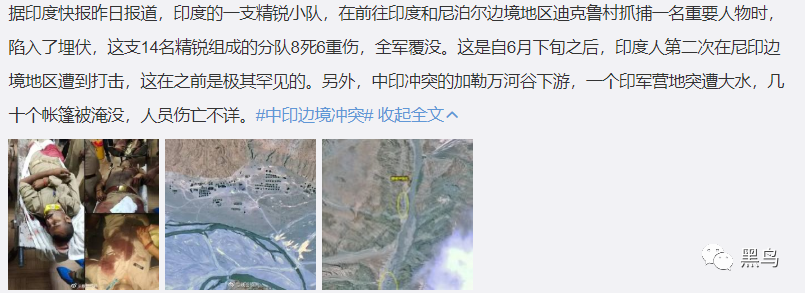 据印度快报昨日报道，印度的一支精锐小队，在前往印度和尼泊尔边境地区迪克鲁村抓捕一名重要人物时，
陷入了埋伏，这支14名精锐组成的分队8死6重伤，全军覆没。这是自6月下旬之后，印度人第二次在尼印边
境地区遭到打击，这在之前是极其罕见的。另外，中印冲突的加勒万河谷下游，一个印军营地突遭大水，几
十个帐篷被淹没，人员伤亡不详。#中印边境冲突# 收起全文
黑鸟